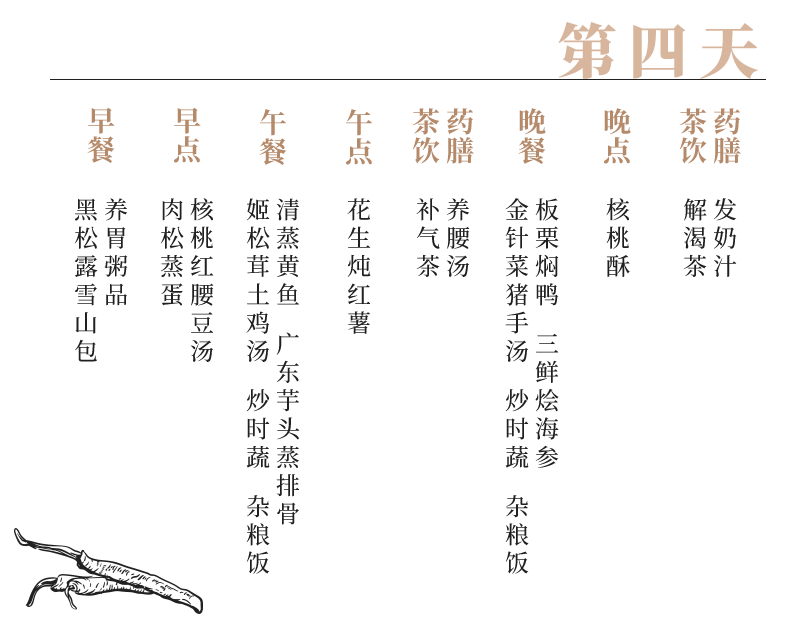 第四天
早餐
养胃粥品
黑松露雪山包
早点
核桃红腰豆汤
肉松蒸蛋
午餐
清蒸黄鱼 广东芋头蒸排骨
姬松茸土鸡汤 炒时蔬 杂粮饭
午点
花生炖红薯
药膳
茶饮
养腰汤
补气茶
晚餐
板栗焖鸭 三鲜烩海参
金针菜猪手汤 炒时蔬 杂粮饭
晚点
核桃酥
药膳
茶饮
发奶汁
解渴茶